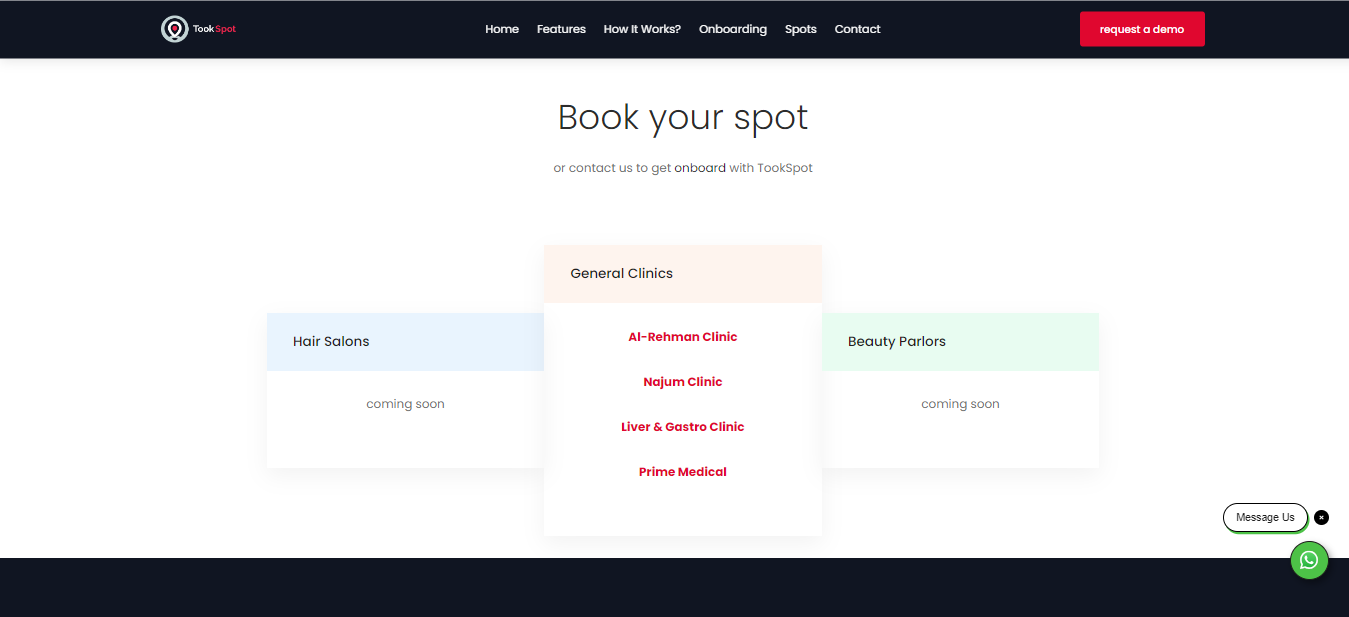 TookSpot
Home Features How It Works? Onboarding Spots Contact
request a demo
Book your spot
or contact us to get onboard with TookSpot
General Clinics
Al-Rehman Clinic
Najum Clinic
Liver & Gastro Clinic
Prime Medical
Hair Salons
coming soon
Beauty Parlors
coming soon
Message Us